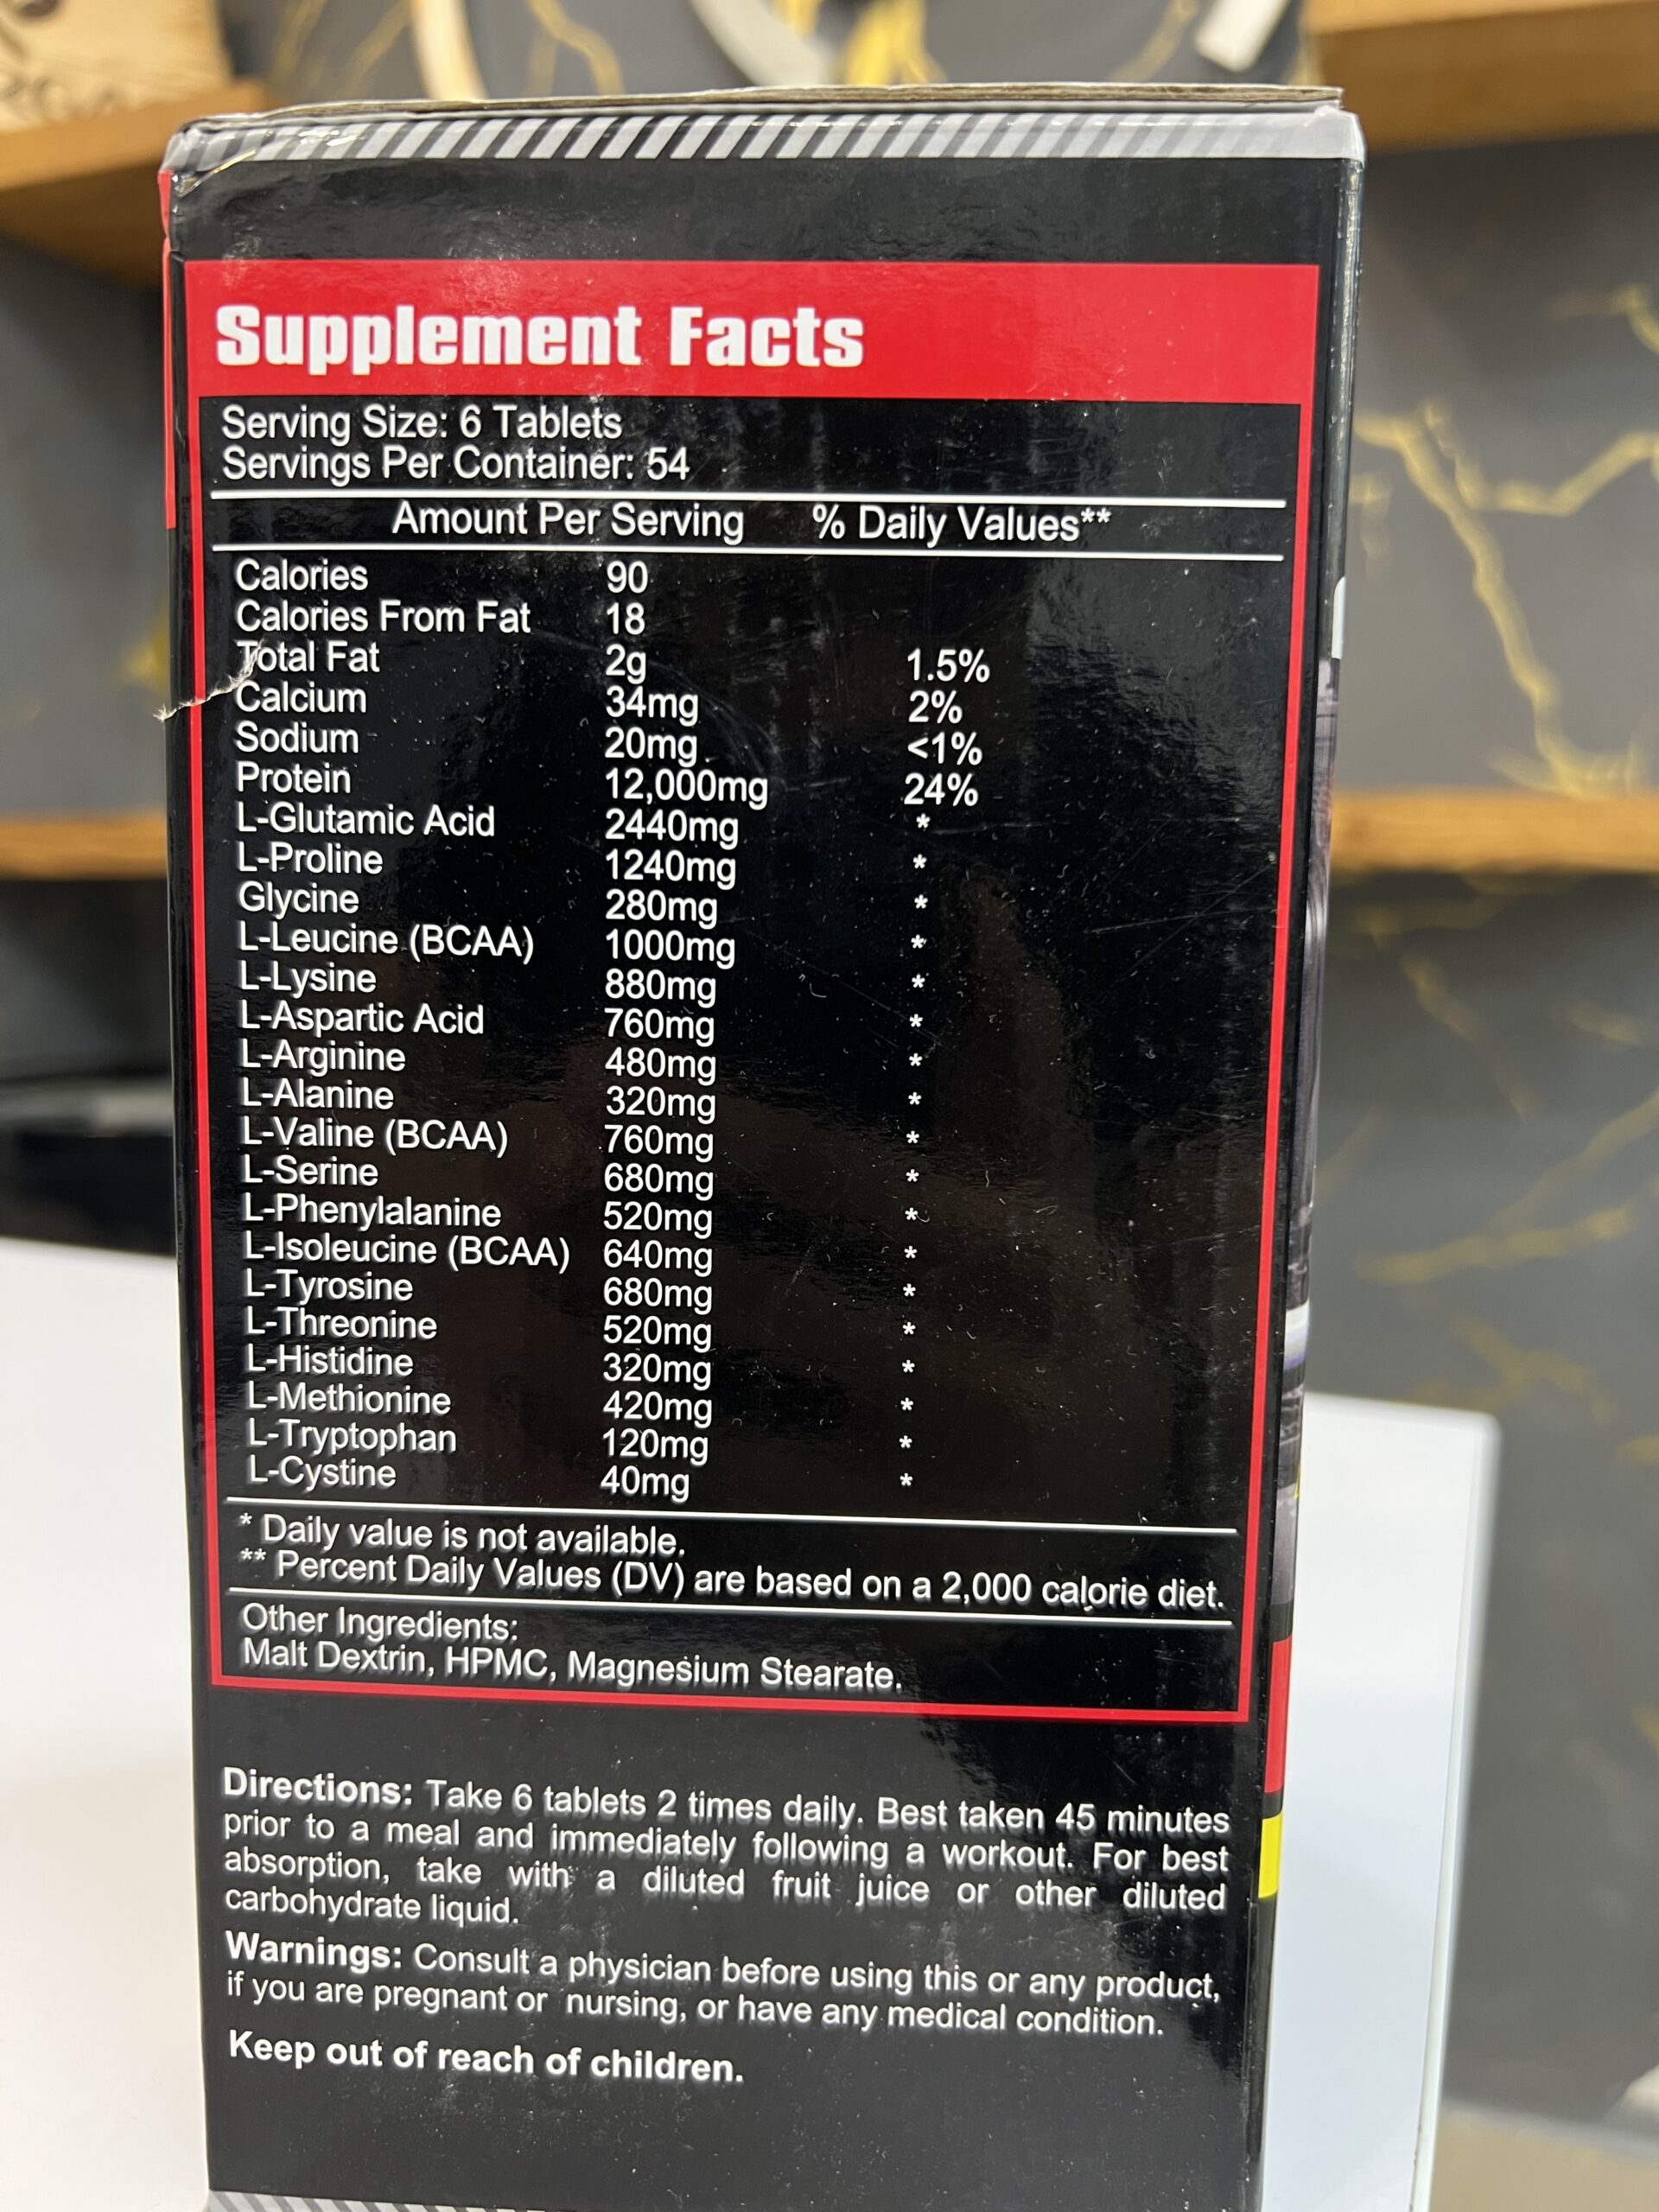 Supplement Facts
Serving Size: 6 Tablets
Servings Per Container: 54
Amount Per Serving % Daily Values**
Calories 90
Calories From Fat 18
Total Fat 2g 1.5%
Calcium 34mg 2%
Sodium 20mg <1%
Protein 12,000mg 24%
L-Glutamic Acid 2440mg *
L-Proline 1240mg *
Glycine 280mg *
L-Leucine (BCAA) 1000mg *
L-Lysine 880mg *
L-Aspartic Acid 760mg *
L-Arginine 480mg *
L-Alanine 320mg *
L-Valine (BCAA) 760mg *
L-Serine 680mg *
L-Phenylalanine 520mg *
L-Isoleucine (BCAA) 640mg *
L-Tyrosine 680mg *
L-Threonine 520mg *
L-Histidine 320mg *
L-Methionine 420mg *
L-Tryptophan 120mg *
L-Cystine 40mg *
* Daily value is not available.
** Percent Daily Values (DV) are based on a 2,000 calorie diet.
Other Ingredients:
Malt Dextrin, HPMC, Magnesium Stearate.
Directions: Take 6 tablets 2 times daily. Best taken 45 minutes
prior to a meal and immediately following a workout. For best
absorption, take with a diluted fruit juice or other diluted
carbohydrate liquid.
Warnings: Consult a physician before using this or any product,
if you are pregnant or nursing, or have any medical condition.
Keep out of reach of children.